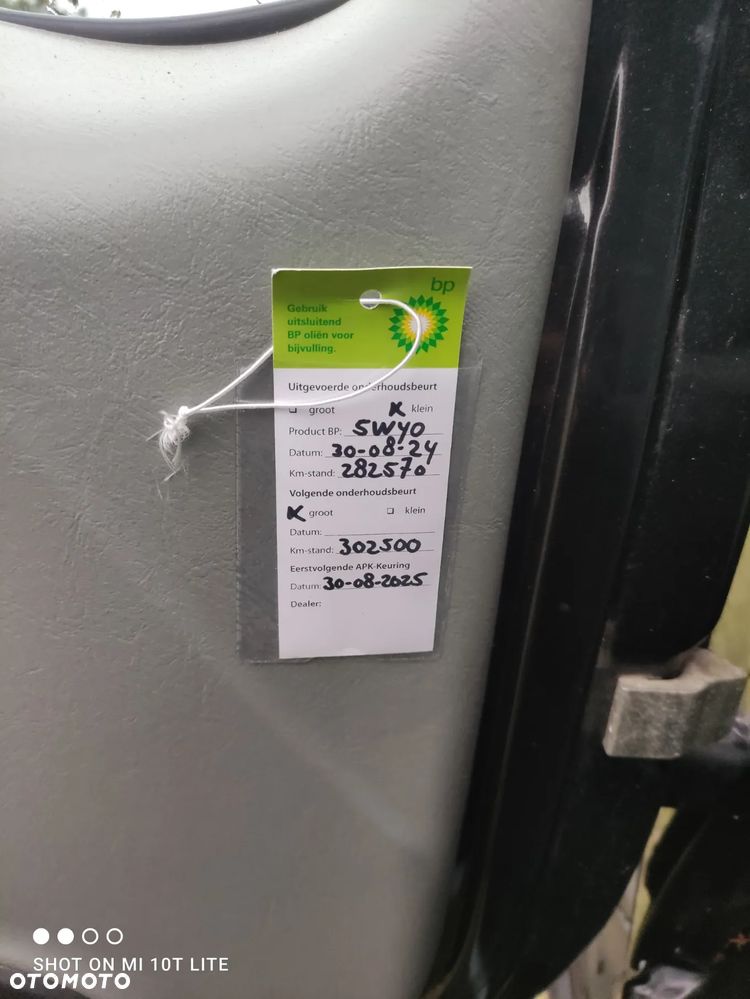 bp
Gebruik
uitsluitend
BP oliën voor
bijvulling.
Uitgevoerde onderhoudsbeurt
☐ groot K klein
Product BP: 5W40
Datum: 30-08-24
Km-stand: 282570
Volgende onderhoudsbeurt
K groot ☐ klein
Datum:
Km-stand: 302500
Eerstvolgende APK-Keuring
Datum: 30-08-2025
Dealer:
SHOT ON MI 10T LITE
OTOMOTO